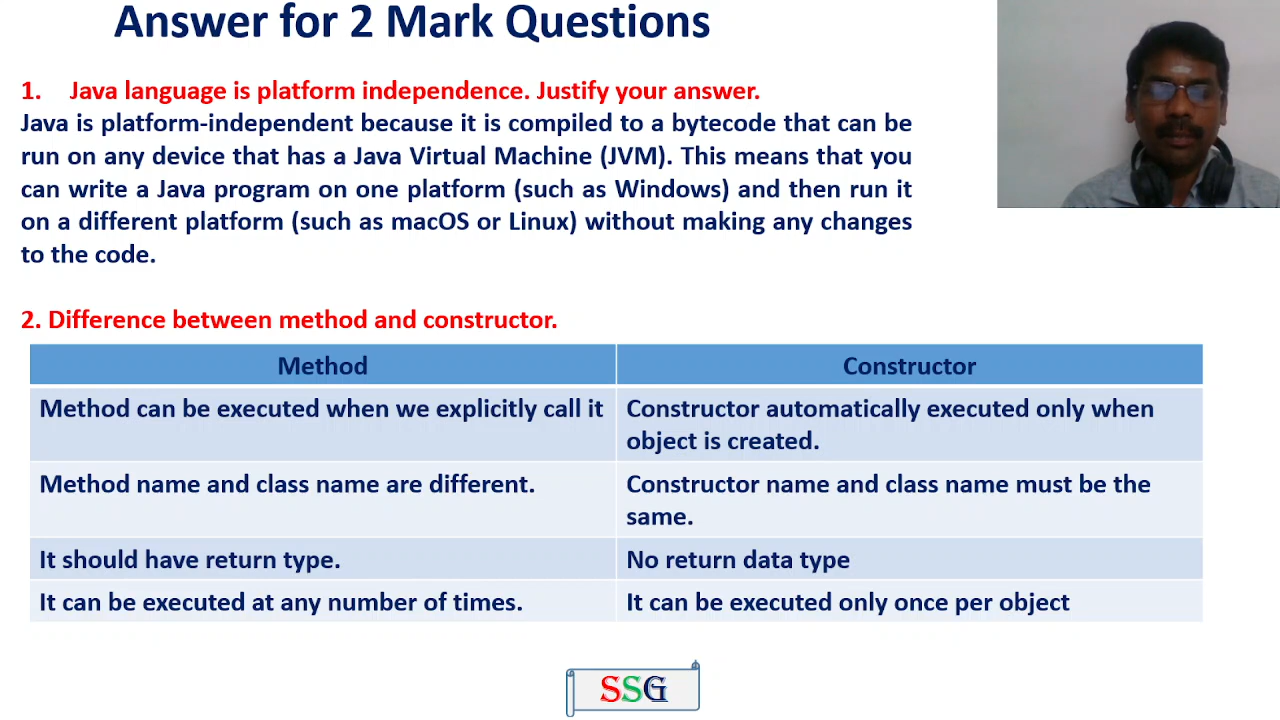 Answer for 2 Mark Questions
1. Java language is platform independence. Justify your answer.
Java is platform-independent because it is compiled to a bytecode that can be
run on any device that has a Java Virtual Machine (JVM). This means that you
can write a Java program on one platform (such as Windows) and then run it
on a different platform (such as macOS or Linux) without making any changes
to the code.
2. Difference between method and constructor.
Method
Constructor
Method can be executed when we explicitly call it
Constructor automatically executed only when
object is created.
Method name and class name are different.
Constructor name and class name must be the
same.
It should have return type.
No return data type
It can be executed at any number of times.
It can be executed only once per object
SSG